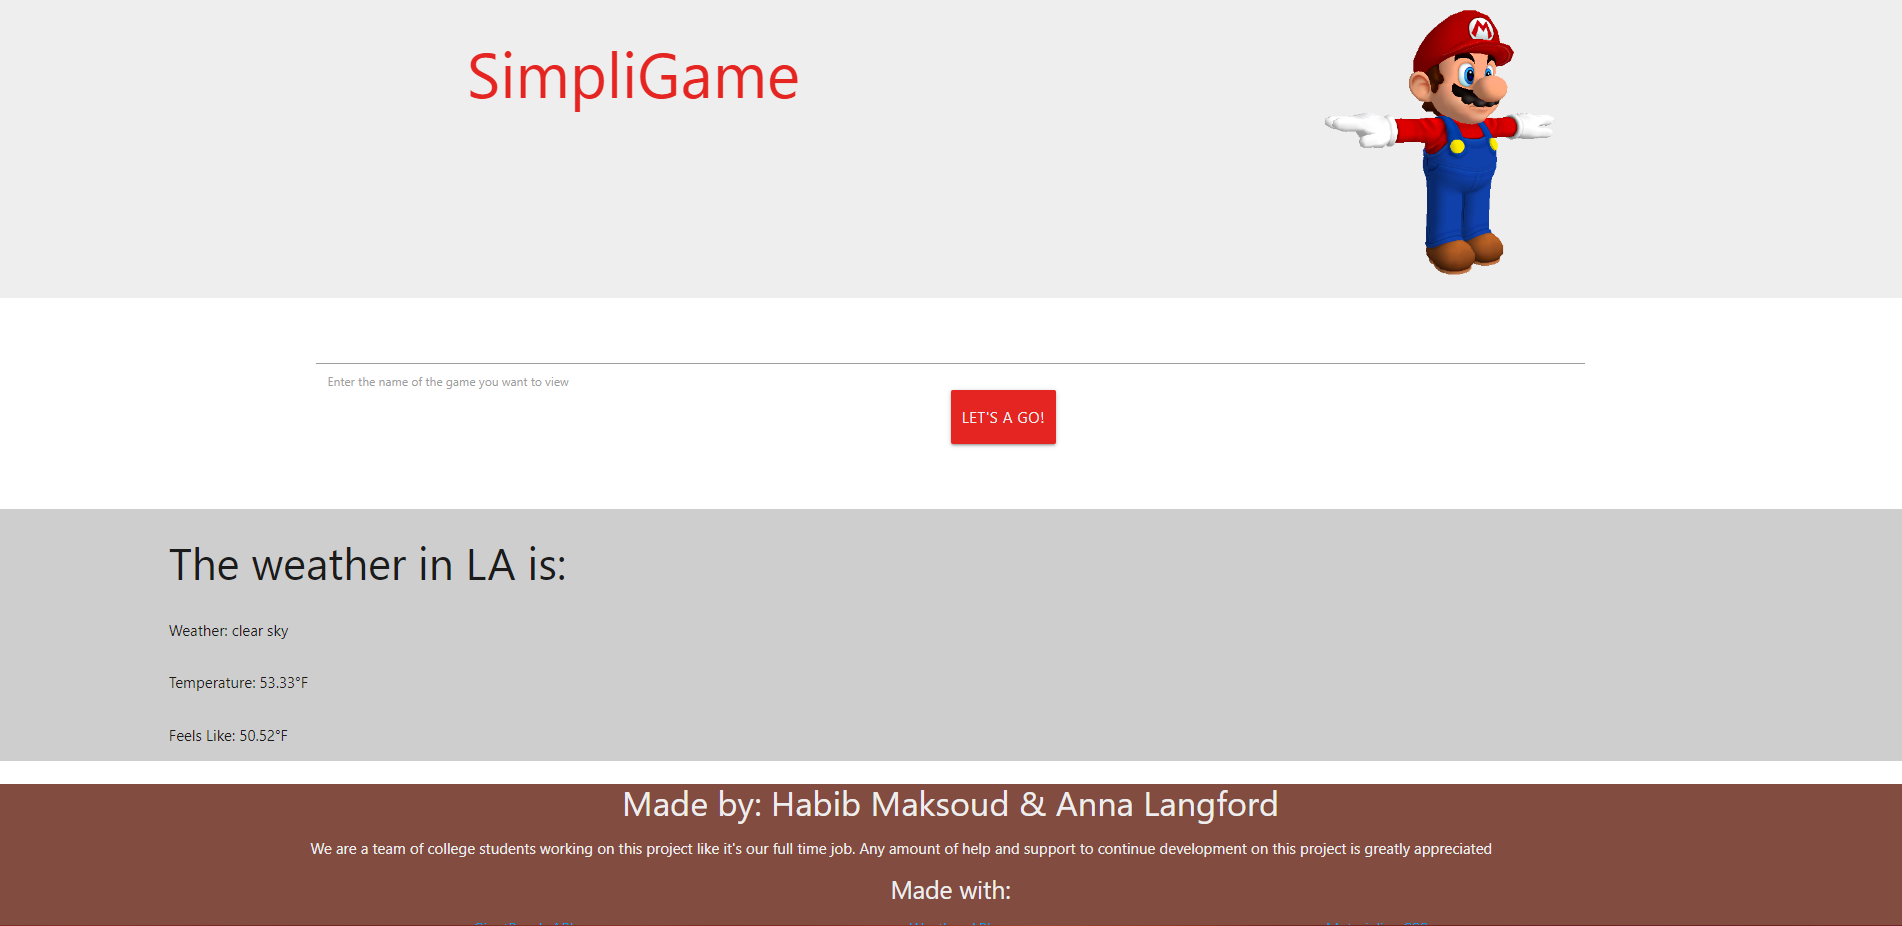 SimpliGame
M
Enter the name of the game you want to view
LET'S A GO!
The weather in LA is:
Weather: clear sky
Temperature: 53.33°F
Feels Like: 50.52°F
Made by: Habib Maksoud & Anna Langford
We are a team of college students working on this project like it's our full time job. Any amount of help and support to continue development on this project is greatly appreciated
Made with: